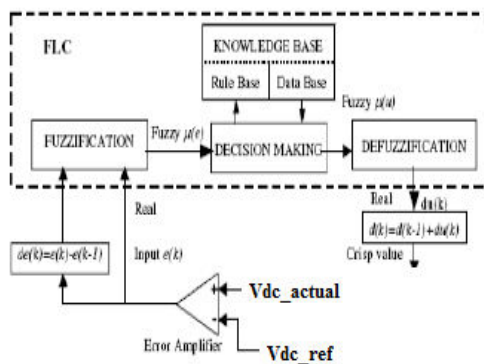 FLC
KNOWLEDGE BASE
Rule Base
Data Base
Fuzzy μ(u)
FUZZIFICATION
Fuzzy μ(e)
DECISION MAKING
DEFUZZIFICATION
Real
Real
du(k)
de(k)=e(k)-e(k-1)
Input e(k)
d(k)=d(k-1)+du(k)
Crisp value
+
Vdc_actual
-
Error Amplifier
Vdc_ref